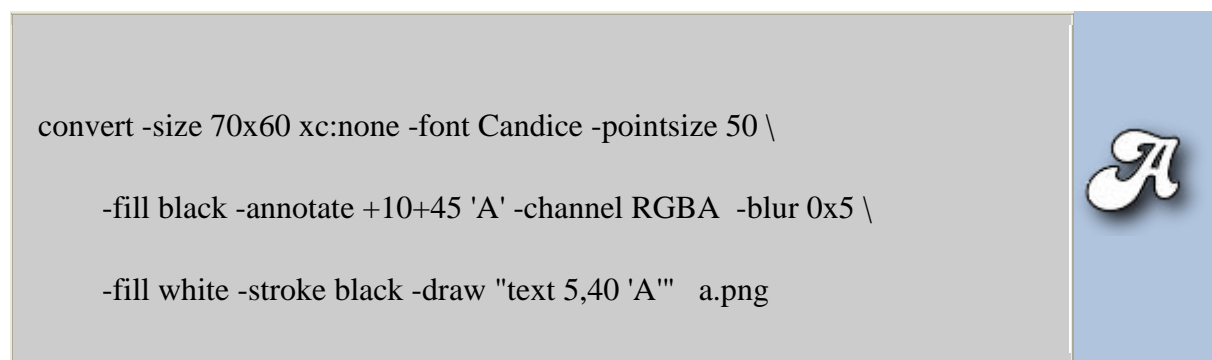 convert -size 70x60 xc:none -font Candice -pointsize 50 \
-fill black -annotate +10+45 'A' -channel RGBA  -blur 0x5 \
-fill white -stroke black -draw "text 5,40 'A'"   a.png
A